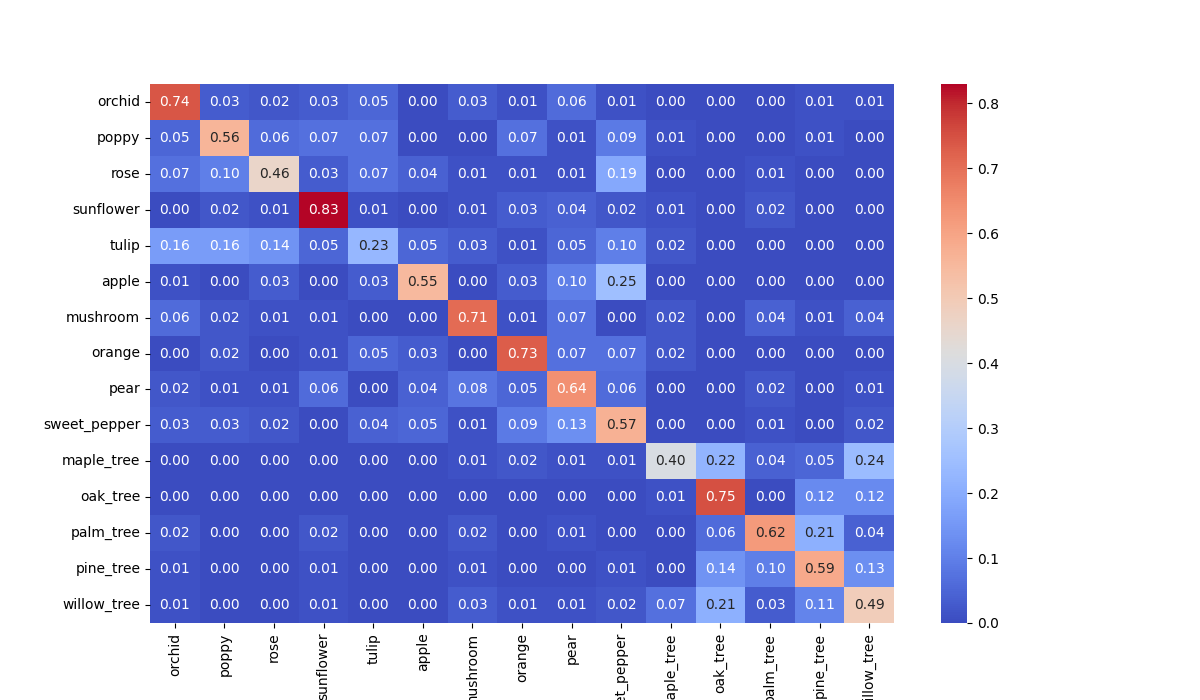 orchid 0.74 0.03 0.02 0.03 0.05 0.00 0.03 0.01 0.06 0.01 0.00 0.00 0.00 0.01 0.01
poppy 0.05 0.56 0.06 0.07 0.07 0.00 0.00 0.07 0.01 0.09 0.01 0.00 0.00 0.01 0.00
rose 0.07 0.10 0.46 0.03 0.07 0.04 0.01 0.01 0.01 0.19 0.00 0.00 0.01 0.00 0.00
sunflower 0.00 0.02 0.01 0.83 0.01 0.00 0.01 0.03 0.04 0.02 0.01 0.00 0.02 0.00 0.00
tulip 0.16 0.16 0.14 0.05 0.23 0.05 0.03 0.01 0.05 0.10 0.02 0.00 0.00 0.00 0.00
apple 0.01 0.00 0.03 0.00 0.03 0.55 0.00 0.03 0.10 0.25 0.00 0.00 0.00 0.00 0.00
mushroom 0.06 0.02 0.01 0.01 0.00 0.00 0.71 0.01 0.07 0.00 0.02 0.00 0.04 0.01 0.04
orange 0.00 0.02 0.00 0.01 0.05 0.03 0.00 0.73 0.07 0.07 0.02 0.00 0.00 0.00 0.00
pear 0.02 0.01 0.01 0.06 0.00 0.04 0.08 0.05 0.64 0.06 0.00 0.00 0.02 0.00 0.01
sweet_pepper 0.03 0.03 0.02 0.00 0.04 0.05 0.01 0.09 0.13 0.57 0.00 0.00 0.01 0.00 0.02
maple_tree 0.00 0.00 0.00 0.00 0.00 0.00 0.01 0.02 0.01 0.01 0.40 0.22 0.04 0.05 0.24
oak_tree 0.00 0.00 0.00 0.00 0.00 0.00 0.00 0.00 0.00 0.00 0.01 0.75 0.00 0.12 0.12
palm_tree 0.02 0.00 0.00 0.02 0.00 0.00 0.02 0.00 0.01 0.00 0.00 0.06 0.62 0.21 0.04
pine_tree 0.01 0.00 0.00 0.01 0.00 0.00 0.01 0.00 0.00 0.01 0.00 0.14 0.10 0.59 0.13
willow_tree 0.01 0.00 0.00 0.01 0.00 0.00 0.03 0.01 0.01 0.02 0.07 0.21 0.03 0.11 0.49
orchid
poppy
rose
sunflower
tulip
apple
mushroom
orange
pear
et_pepper
aple_tree
oak_tree
palm_tree
pine_tree
illow_tree
0.8
0.7
0.6
0.5
0.4
0.3
0.2
0.1
0.0